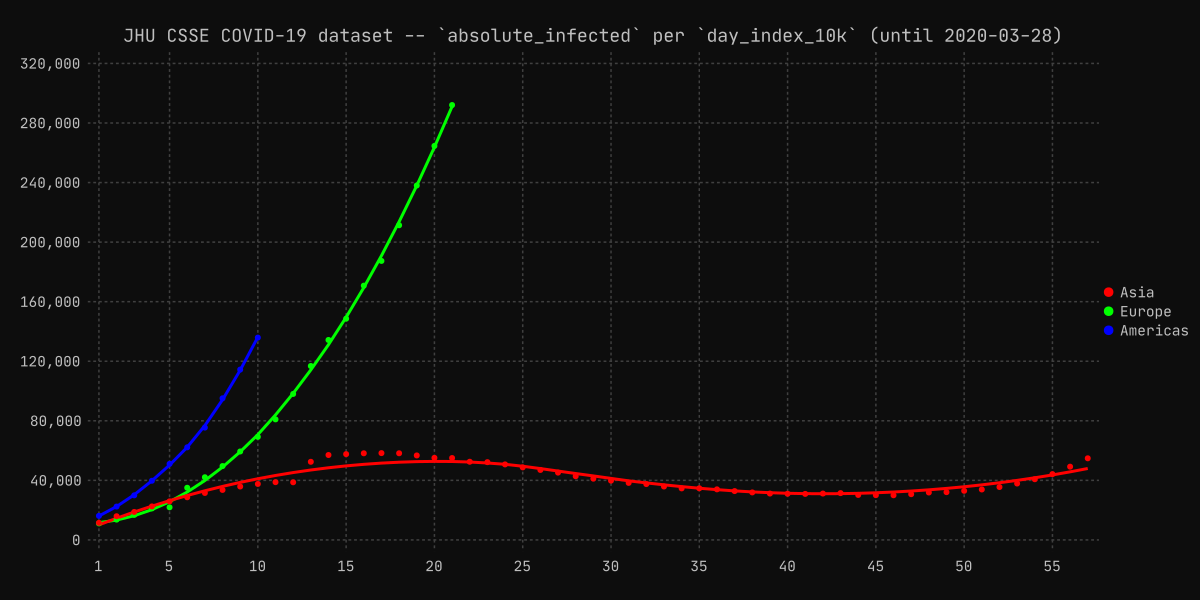 JHU CSSE COVID-19 dataset -- `absolute_infected` per `day_index_10k` (until 2020-03-28)
320,000
280,000
240,000
200,000
160,000
120,000
80,000
40,000
0
1 5 10 15 20 25 30 35 40 45 50 55
Asia
Europe
Americas